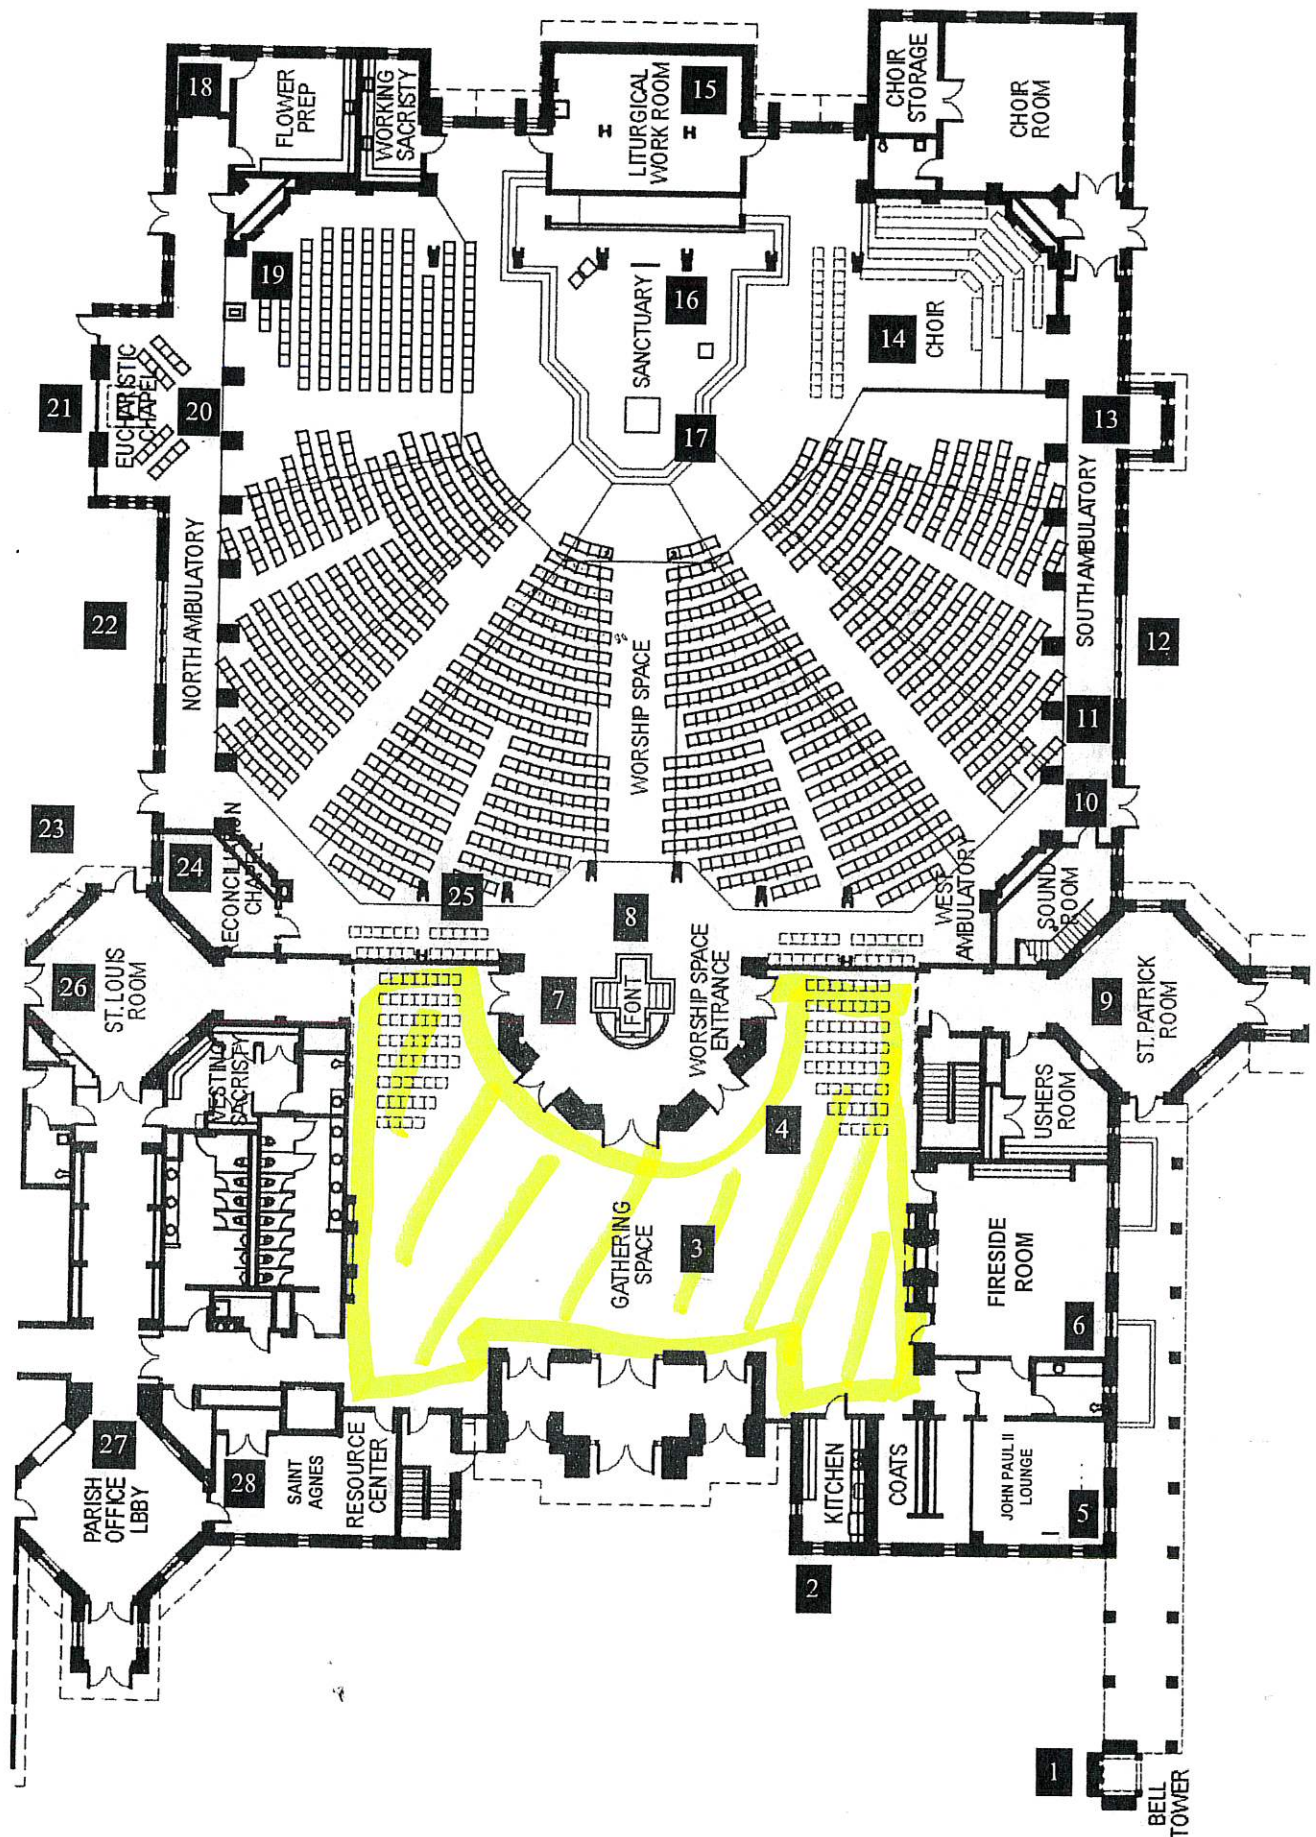 18
FLOWER
PREP
WORKING
SACRISTY
15
LITURGICAL
WORK ROOM
CHOIR
STORAGE
CHOIR
ROOM
19
16
SANCTUARY
14
CHOIR
21
EUCHARISTIC
CHAPEL
20
17
13
NORTH AMBULATORY
SOUTH AMBULATORY
22
12
WORSHIP SPACE
11
10
23
24
CHAPEL
25
8
WEST
AMBULATORY
SOUND
ROOM
26
ST. LOUIS
ROOM
7
FONT
WORSHIP SPACE
ENTRANCE
9
ST. PATRICK
ROOM
VESTING
SACRISTY
4
USHERS
ROOM
GATHERING
SPACE
3
FIRESIDE
ROOM
6
27
PARISH
OFFICE
LBBY
28
SAINT
AGNES
RESOURCE
CENTER
KITCHEN
COATS
JOHN PAUL II
LOUNGE
5
2
1
BELL
TOWER